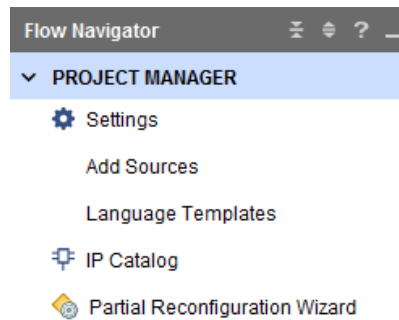 Flow Navigator ?
PROJECT MANAGER
Settings
Add Sources
Language Templates
IP Catalog
Partial Reconfiguration Wizard